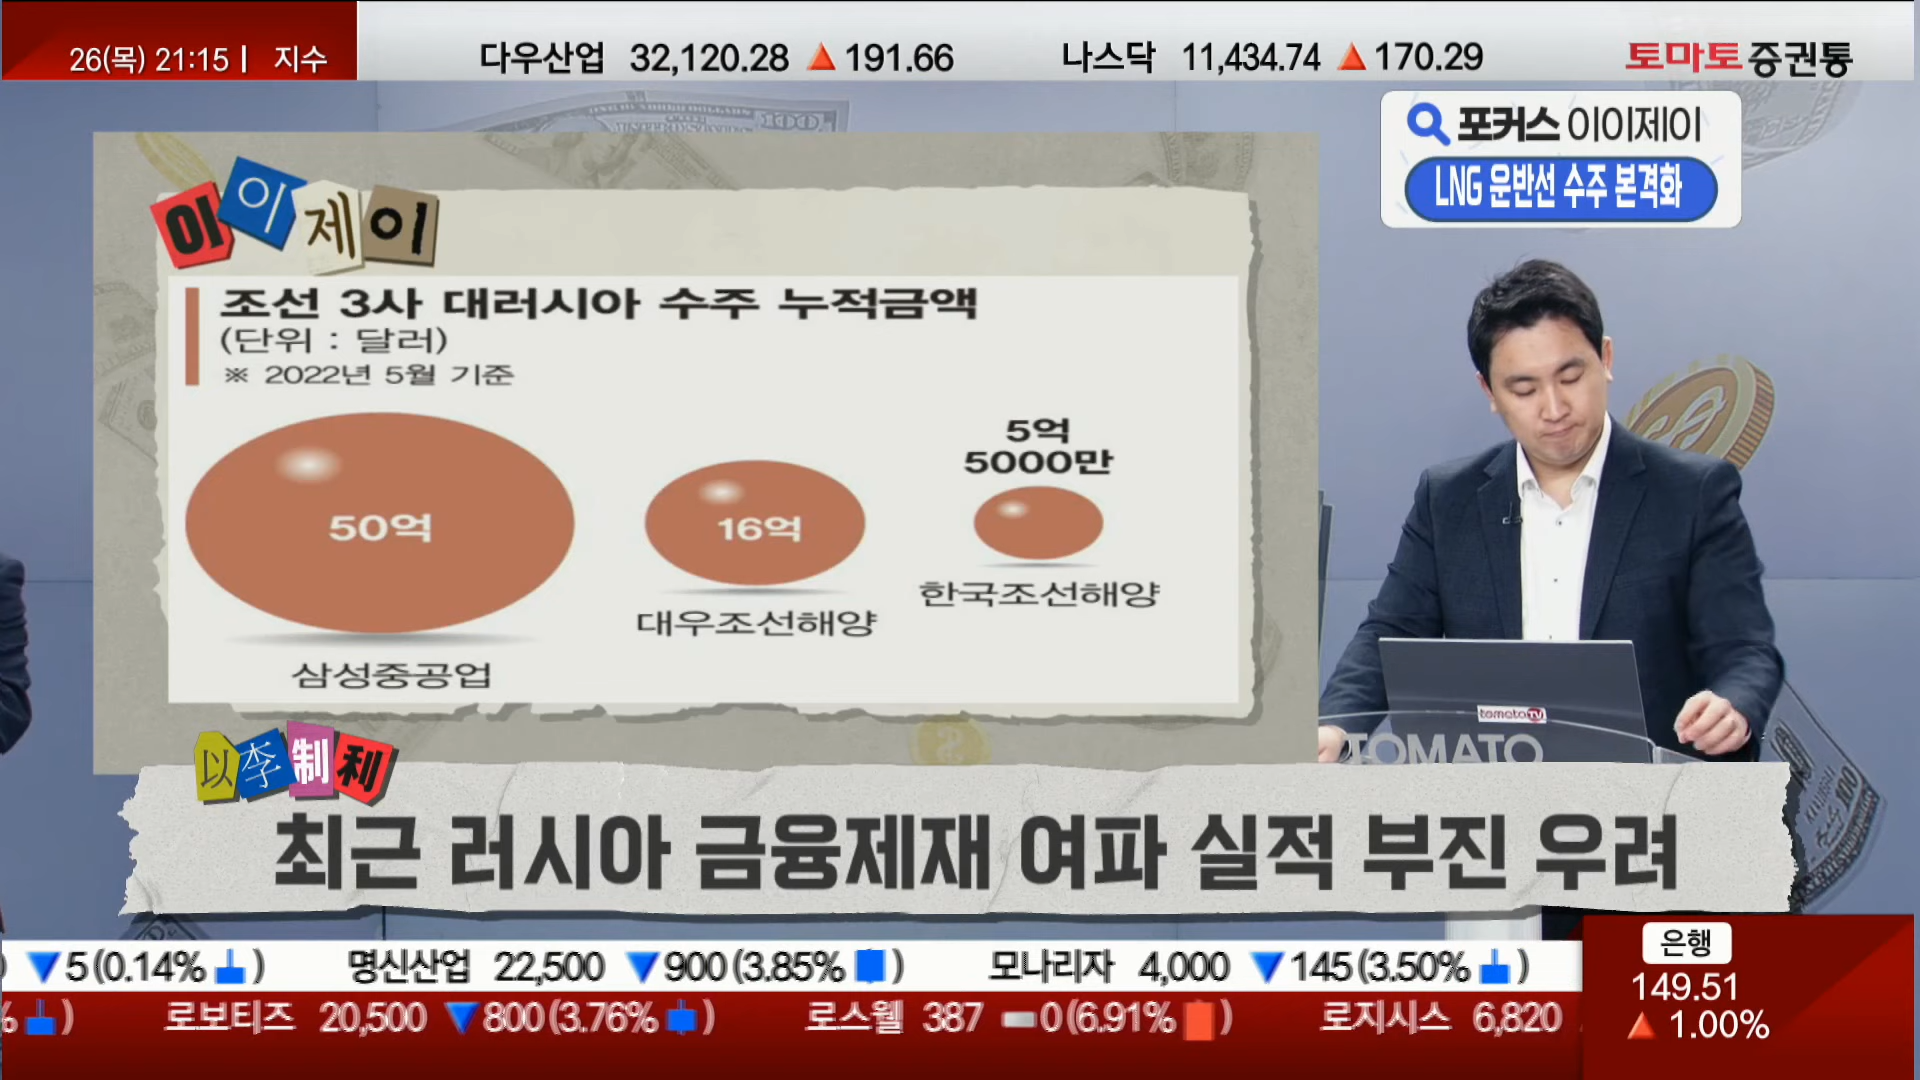 26(목) 21:15 | 지수
다우산업 32,120.28 ▲ 191.66
나스닥 11,434.74 ▲ 170.29
토마토증권통
포커스 이이제이
LNG 운반선 수주 본격화
이이제이
조선 3사 대러시아 수주 누적금액
(단위 : 달러)
※ 2022년 5월 기준
50억
삼성중공업
16억
대우조선해양
5억
5000만
한국조선해양
tomatoTV
TOMATO
以李制利
최근 러시아 금융제재 여파 실적 부진 우려
) ▼5(0.14% ) 명신산업 22,500 ▼900(3.85% ) 모나리자 4,000 ▼145(3.50% )
% ) 로보티즈 20,500 ▼800(3.76% ) 로스웰 387 0(6.91% ) 로지시스 6,820
은행
149.51
▲ 1.00%